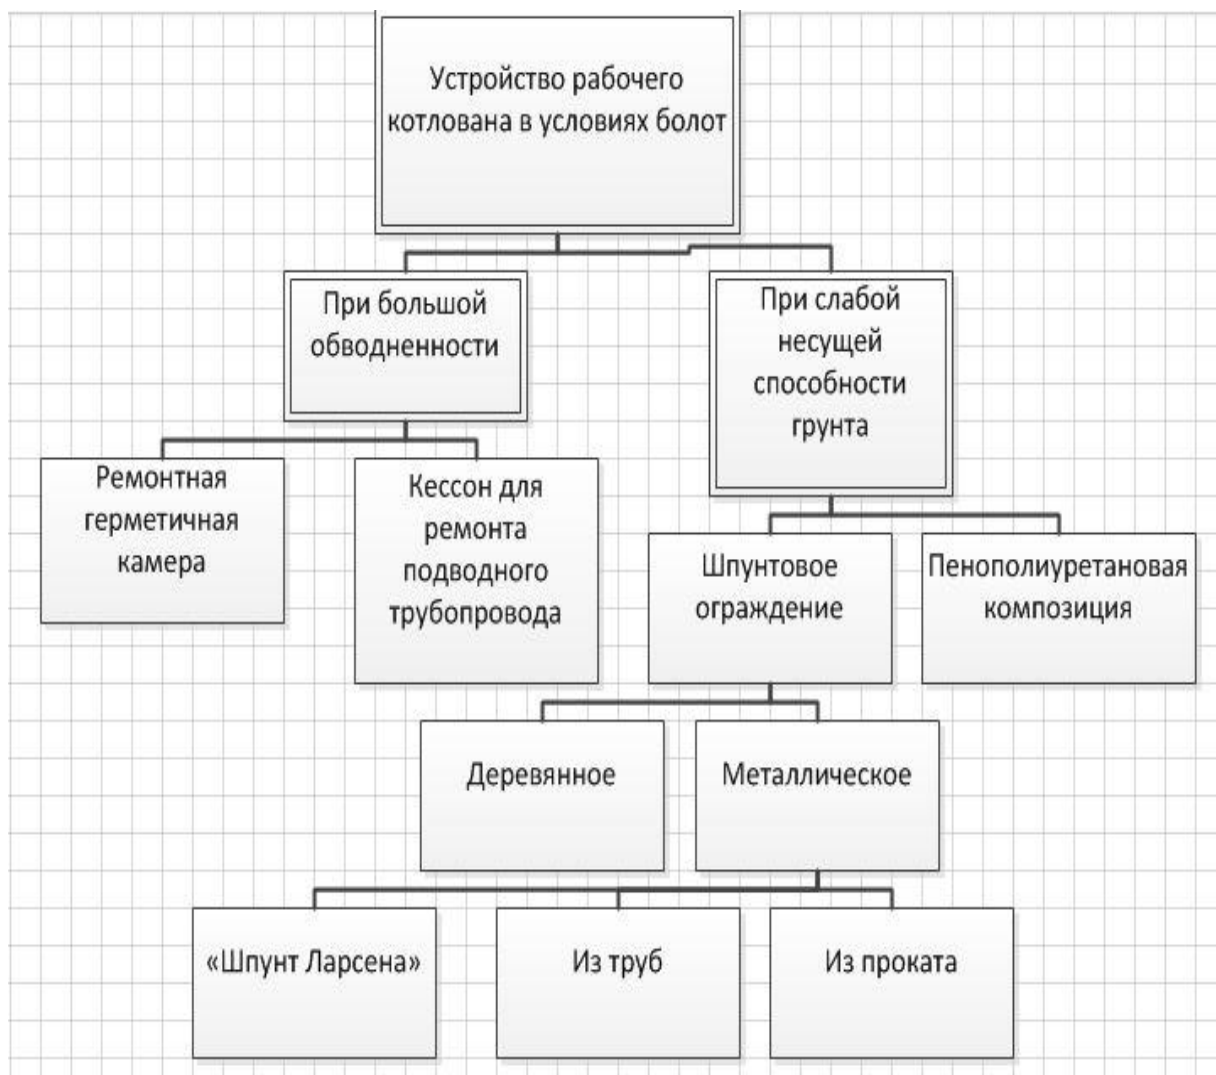 Устройство рабочего
котлована в условиях болот
При большой
обводненности
При слабой
несущей
способности
грунта
Ремонтная
герметичная
камера
Кессон для
ремонта
подводного
трубопровода
Шпунтовое
ограждение
Пенополиуретановая
композиция
Деревянное
Металлическое
«Шпунт Ларсена»
Из труб
Из проката